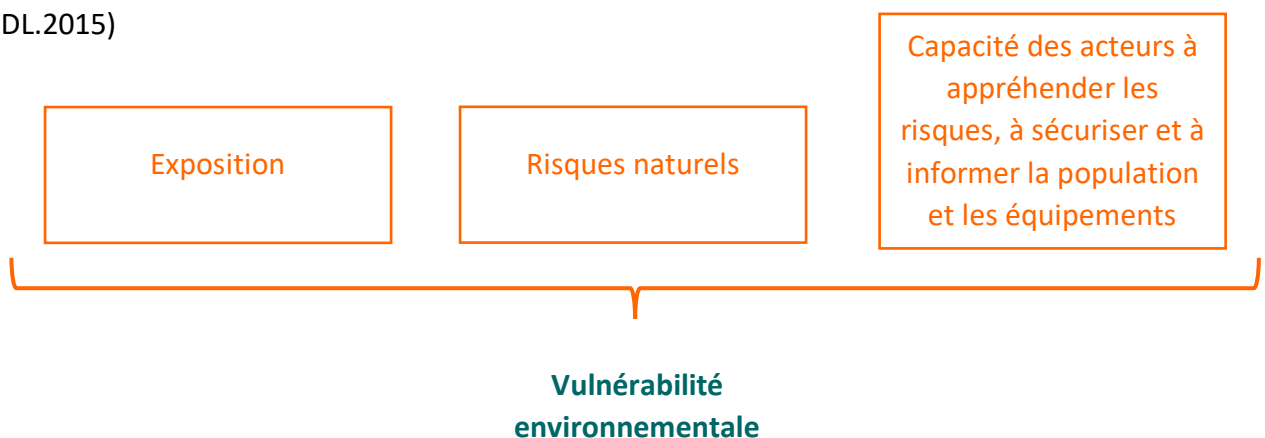 DL.2015)
Exposition
Risques naturels
Capacité des acteurs à
appréhender les
risques, à sécuriser et à
informer la population
et les équipements
Vulnérabilité
environnementale